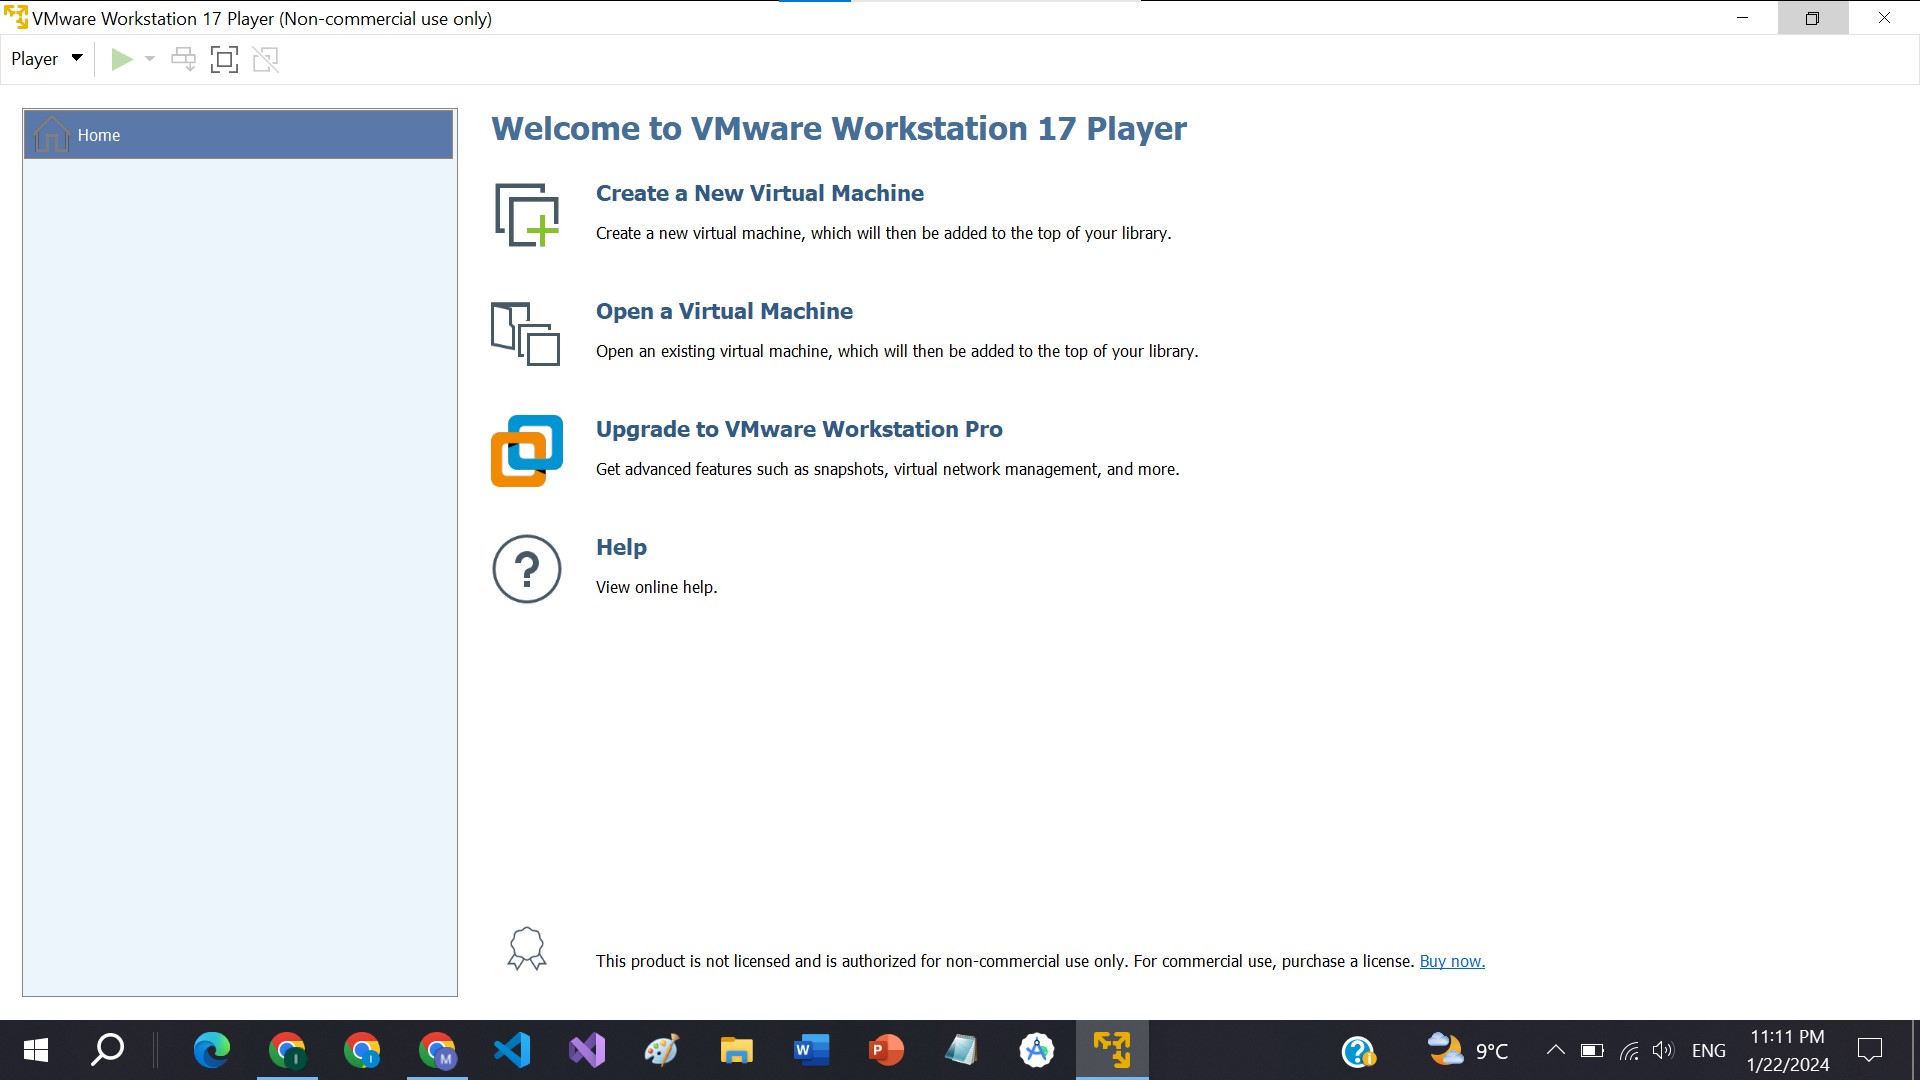 VMware Workstation 17 Player (Non-commercial use only)
Player
Home
Welcome to VMware Workstation 17 Player
Create a New Virtual Machine
Create a new virtual machine, which will then be added to the top of your library.
Open a Virtual Machine
Open an existing virtual machine, which will then be added to the top of your library.
Upgrade to VMware Workstation Pro
Get advanced features such as snapshots, virtual network management, and more.
Help
View online help.
This product is not licensed and is authorized for non-commercial use only. For commercial use, purchase a license. Buy now.
9°C
ENG
11:11 PM
1/22/2024